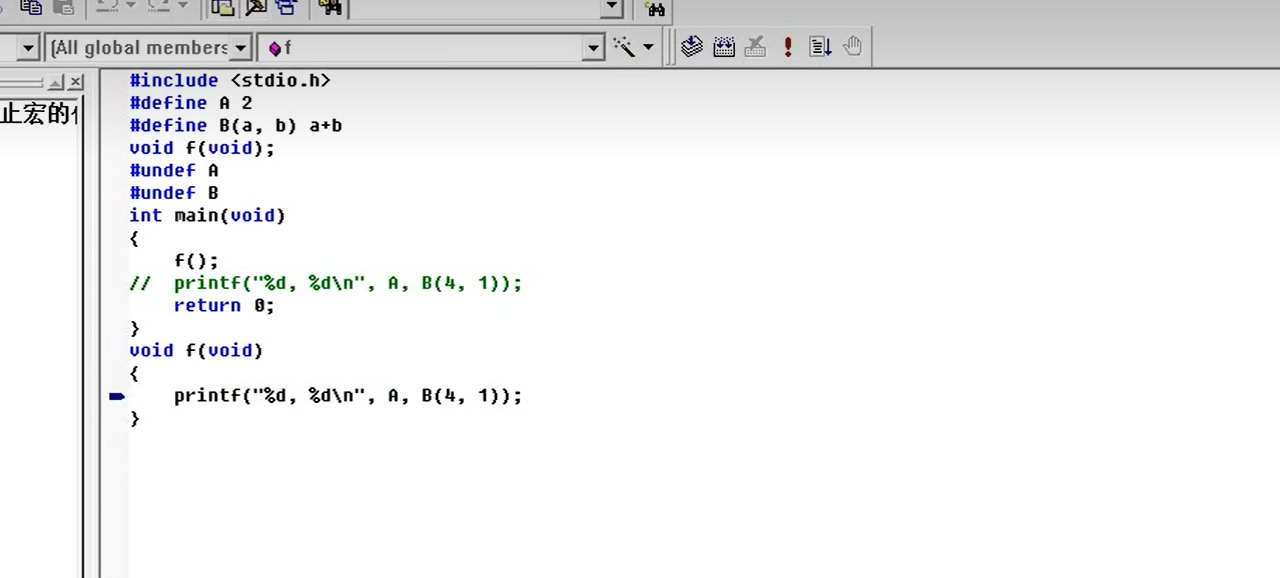 (All global members
f
止宏的
#include <stdio.h>
#define A 2
#define B(a, b) a+b
void f(void);
#undef A
#undef B
int main(void)
{
    f();
//  printf("%d, %d\n", A, B(4, 1));
    return 0;
}
void f(void)
{
    printf("%d, %d\n", A, B(4, 1));
}